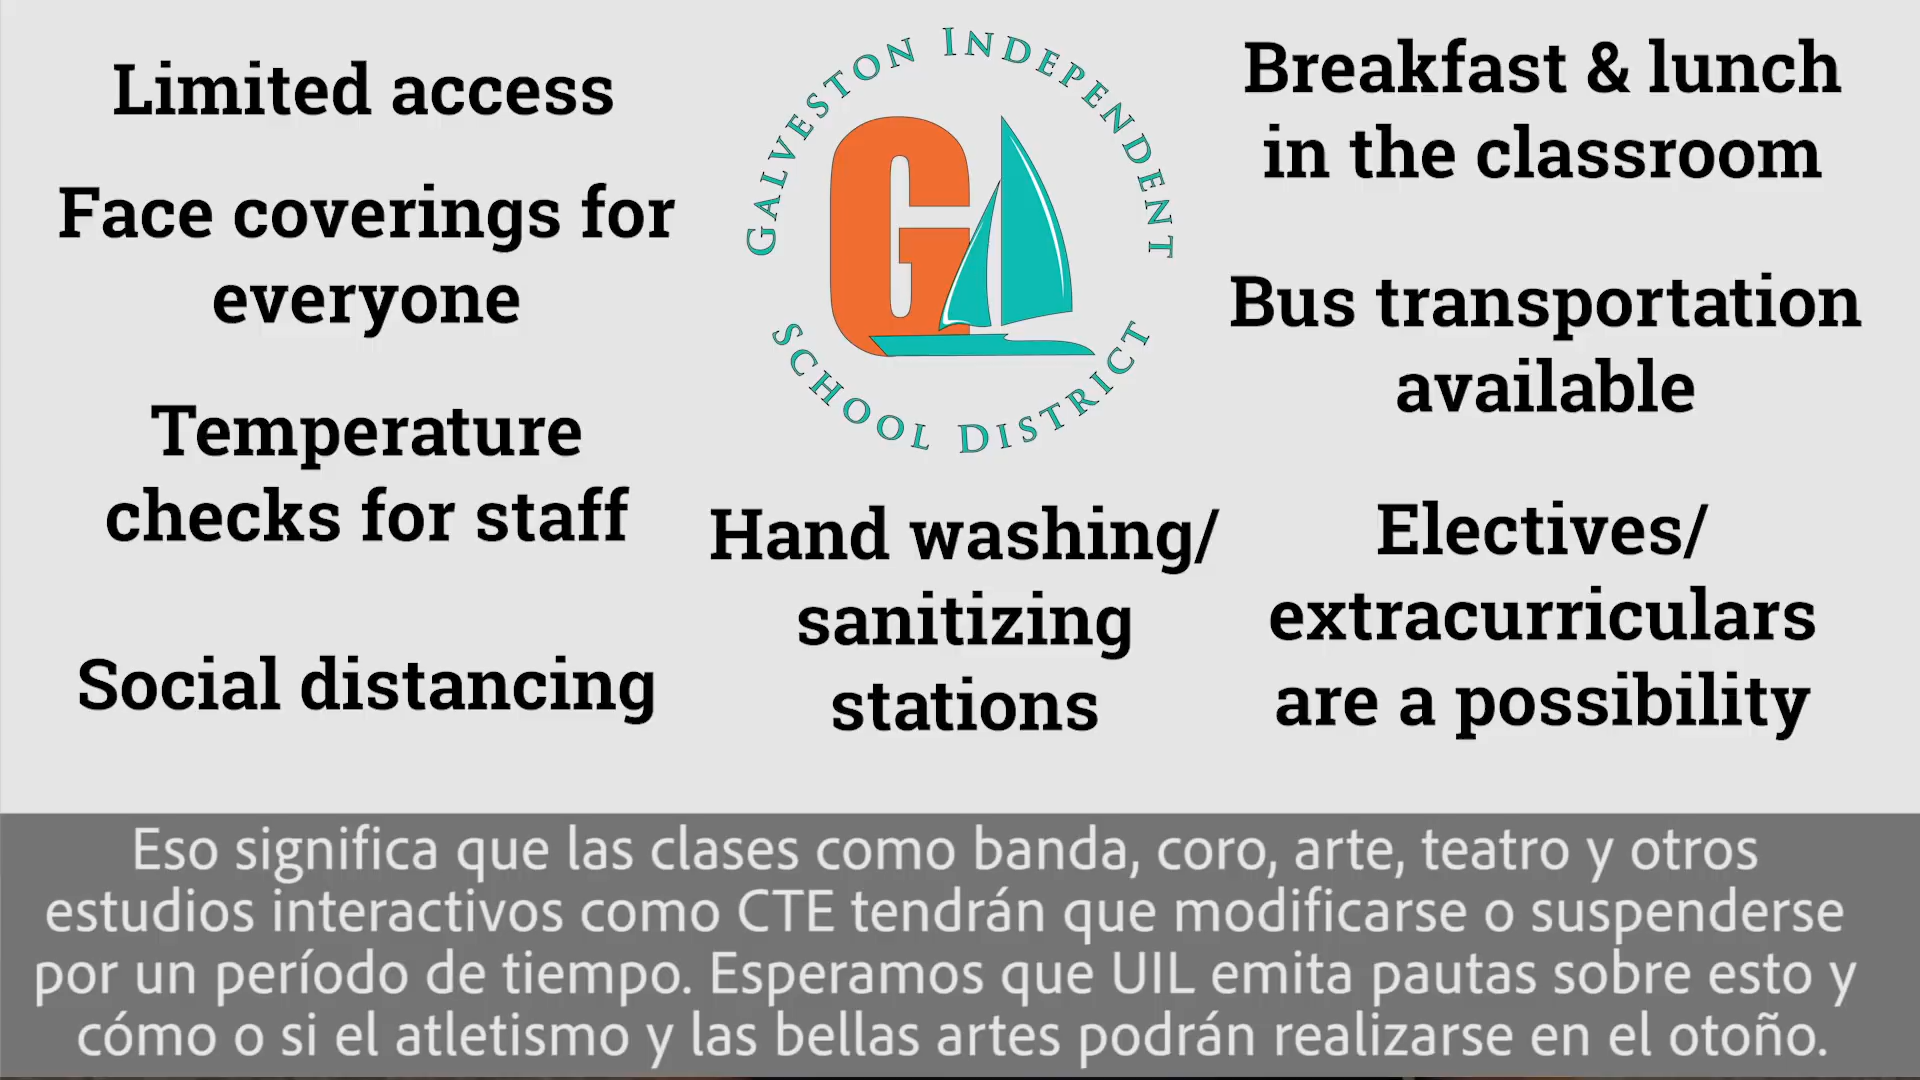 Limited access
Face coverings for
everyone
Temperature
checks for staff
Social distancing
GALVESTON INDEPENDENT
SCHOOL DISTRICT
G
Hand washing/
sanitizing
stations
Breakfast & lunch
in the classroom
Bus transportation
available
Electives/
extracurriculars
are a possibility
Eso significa que las clases como banda, coro, arte, teatro y otros
estudios interactivos como CTE tendrán que modificarse o suspenderse
por un período de tiempo. Esperamos que UIL emita pautas sobre esto y
cómo o si el atletismo y las bellas artes podrán realizarse en el otoño.